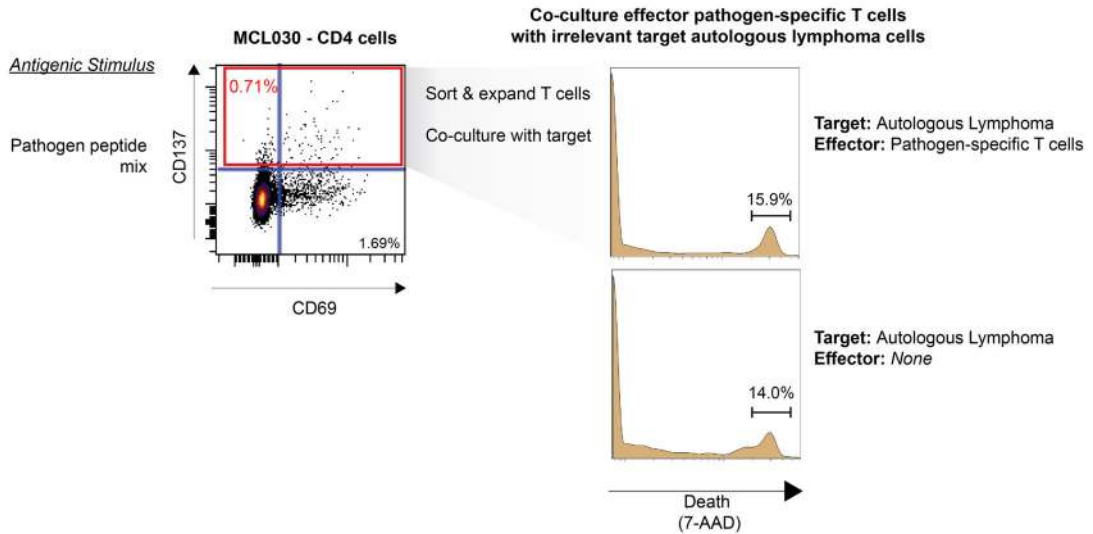 Co-culture effector pathogen-specific T cells
with irrelevant target autologous lymphoma cells
MCL030 - CD4 cells
Antigenic Stimulus
Pathogen peptide
mix
CD137
0.71%
1.69%
CD69
Sort & expand T cells
Co-culture with target
15.9%
Target: Autologous Lymphoma
Effector: Pathogen-specific T cells
14.0%
Target: Autologous Lymphoma
Effector: None
Death
(7-AAD)